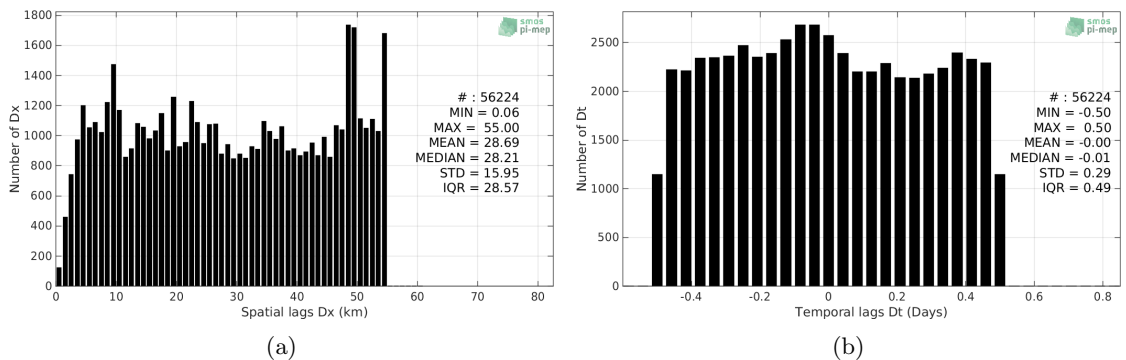 1800
1600
1400
1200
1000
800
600
400
200
0
Number of Dx
smos
pi-mep
# : 56224
MIN = 0.06
MAX = 55.00
MEAN = 28.69
MEDIAN = 28.21
STD = 15.95
IQR = 28.57
0 10 20 30 40 50 60 70 80
Spatial lags Dx (km)
(a)
2500
2000
1500
1000
500
0
Number of Dt
smos
pi-mep
# : 56224
MIN = -0.50
MAX = 0.50
MEAN = -0.00
MEDIAN = -0.01
STD = 0.29
IQR = 0.49
-0.4 -0.2 0 0.2 0.4 0.6 0.8
Temporal lags Dt (Days)
(b)